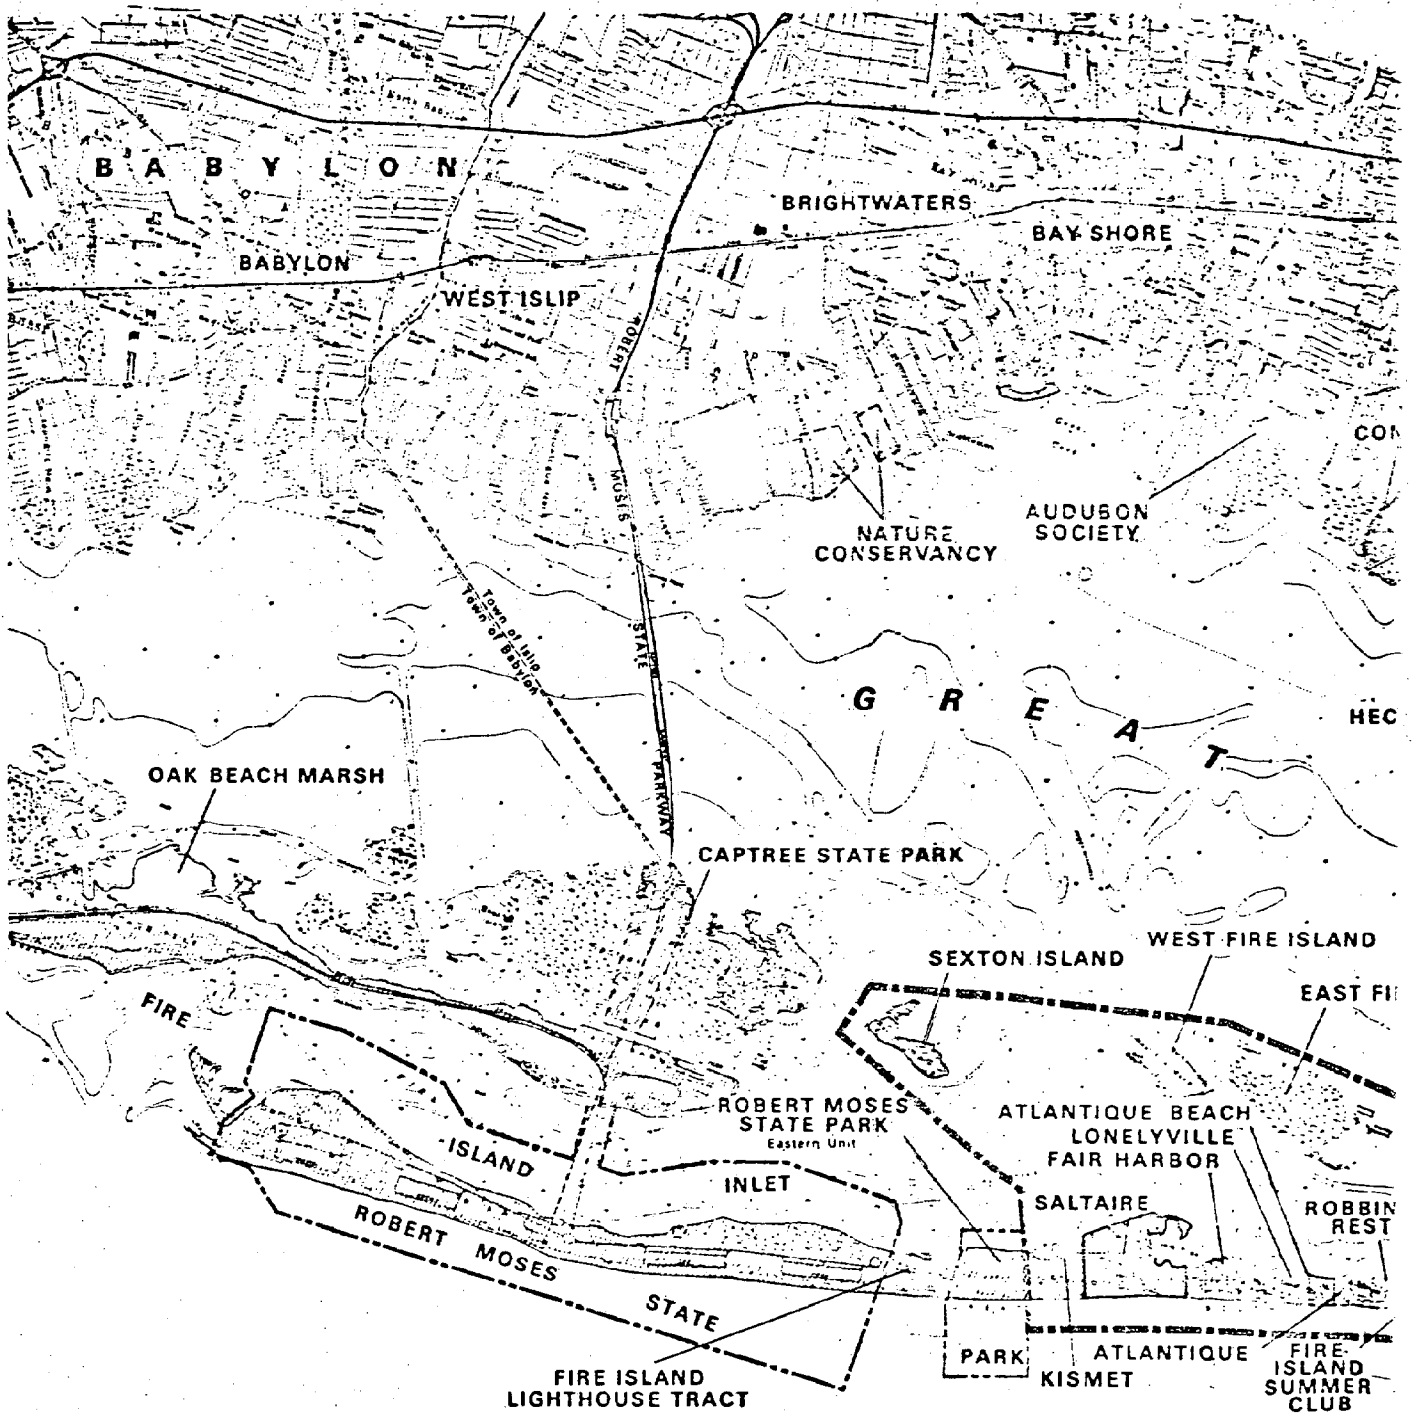 BABYLON
BRIGHTWATERS
BAY SHORE
BABYLON
WEST ISLIP
ROBERT
MOSES
STATE
PARKWAY
CON
AUDUBON
SOCIETY
NATURE
CONSERVANCY
Town of Islip
Town of Babylon
GREAT
HEC
OAK BEACH MARSH
CAPTREE STATE PARK
WEST FIRE ISLAND
SEXTON ISLAND
EAST FI
FIRE
ISLAND
INLET
ROBERT MOSES
STATE PARK
Eastern Unit
ATLANTIQUE BEACH
LONELYVILLE
FAIR HARBOR
SALTAIRE
ROBBIN
REST
ROBERT MOSES
STATE
PARK
ATLANTIQUE
KISMET
FIRE
ISLAND
SUMMER
CLUB
FIRE ISLAND
LIGHTHOUSE TRACT